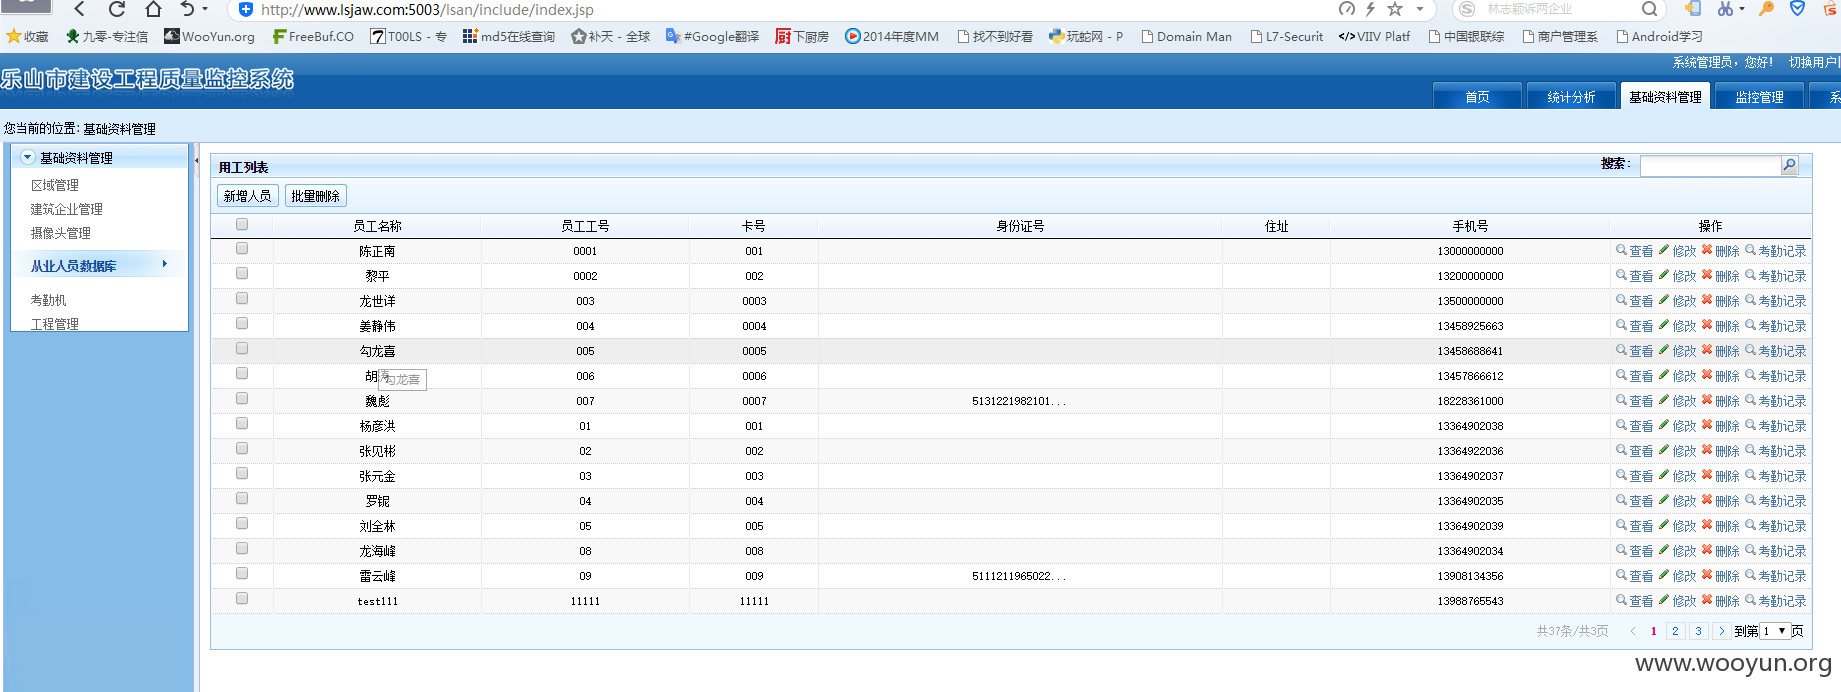 http://www.lsjaw.com:5003/lsan/include/index.jsp
林志颖诉两企业
收藏 九零-专注信 WooYun.org FreeBuf.CO T00LS - 专 md5在线查询 补天 - 全球 #Google翻译 下厨房 2014年度MM 找不到好看 玩蛇网 - P Domain Man L7-Securit VIIV Platf 中国银联综 商户管理系 Android学习
系统管理员，您好! 切换用户|
乐山市建设工程质量监控系统
首页 统计分析 基础资料管理 监控管理 系
您当前的位置: 基础资料管理
基础资料管理
区域管理
建筑企业管理
摄像头管理
从业人员数据库
考勤机
工程管理
用工列表 搜索:
新增人员 批量删除
员工名称 员工工号 卡号 身份证号 住址 手机号 操作
陈正南 0001 001 13000000000 查看 修改 删除 考勤记录
黎平 0002 002 13200000000 查看 修改 删除 考勤记录
龙世详 003 0003 13500000000 查看 修改 删除 考勤记录
姜静伟 004 0004 13458925663 查看 修改 删除 考勤记录
勾龙喜 005 0005 13458688641 查看 修改 删除 考勤记录
胡 006 0006 13457866612 查看 修改 删除 考勤记录
勾龙喜
魏彪 007 0007 5131221982101... 18228361000 查看 修改 删除 考勤记录
杨彦洪 01 001 13364902038 查看 修改 删除 考勤记录
张见彬 02 002 13364922036 查看 修改 删除 考勤记录
张元金 03 003 13364902037 查看 修改 删除 考勤记录
罗铌 04 004 13364902035 查看 修改 删除 考勤记录
刘全林 05 005 13364902039 查看 修改 删除 考勤记录
龙海峰 08 008 13364902034 查看 修改 删除 考勤记录
雷云峰 09 009 5111211965022... 13908134356 查看 修改 删除 考勤记录
test111 11111 11111 13988765543 查看 修改 删除 考勤记录
共37条/共3页 < 1 2 3 > 到第 1 页
www.wooyun.org